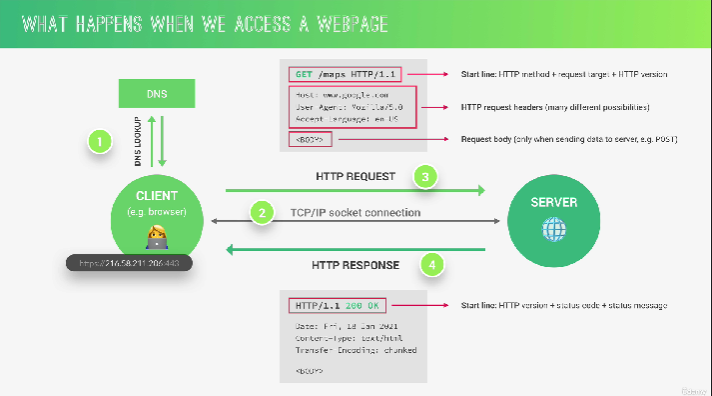 WHAT HAPPENS WHEN WE ACCESS A WEBPAGE
GET /maps HTTP/1.1
Start line: HTTP method + request target + HTTP version
Host: www.google.com
User-Agent: Mozilla/5.0
Accept-Language: en-US
HTTP request headers (many different possibilities)
<BODY>
Request body (only when sending data to server, e.g. POST)
DNS
1
DNS LOOKUP
HTTP REQUEST
3
CLIENT
(e.g. browser)
2
TCP/IP socket connection
SERVER
https://216.58.211.206:443
HTTP RESPONSE
4
HTTP/1.1 200 OK
Start line: HTTP version + status code + status message
Date: Fri, 18 Jan 2021
Content-Type: text/html
Transfer-Encoding: chunked
<BODY>